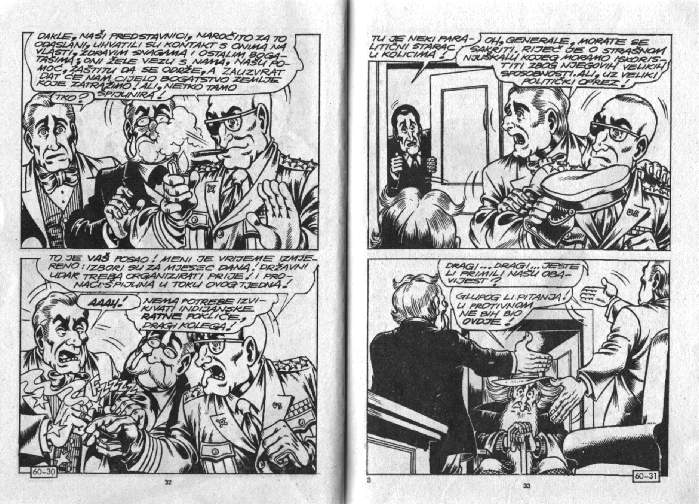 DAKLE, NAŠI PREDSTAVNICI, NAROČITO ZA TO
ODASLANI, UHVATILI SU KONTAKT S ONIMA NA
VLASTI, ZDRAVIM SNAGAMA I OSTALIM BOGA-
TAŠIMA; ONI ŽELE VEZU S NAMA, NAŠU PO-
MOĆ, ZAŠTITU DA SE ODRŽE, A ZAUZVRAT
DAT ĆE NAM CIJELO BOGATSTVO ZEMLJE
KOJE ZATRAŽIMO! ALI, NETKO TAMO
ŠPIJUNIRA!
TKO?
TO JE VAŠ POSAO! MENI JE VRIJEME IZMJE-
RENO: IZBORI SU ZA MJESEC DANA! DRŽAVNI
UDAR TREBA ORGANIZIRATI PRIJE! I PRO-
NAĆI ŠPIJUNA U TOKU OVOG TJEDNA!
AAAU!
NEMA POTREBE IZVI-
KIVATI INDIJANSKE
RATNE POKLIČE,
DRAGI KOLEGA!
60-30
32
TU JE NEKI PARA-
LITIČNI STARAC
U KOLICIMA!
OH, GENERALE, MORATE SE
SAKRITI. RIJEČ JE O STRAŠNOM
NJUŠKALU KOJEG MORAMO ISKORIS-
TITI ZBOG NJEGOVIH VELIKIH
SPOSOBNOSTI. ALI, UZ VELIKI
POLITIČKI OPREZ!
DRAGI... DRAGI... JESTE
LI PRIMILI NAŠU OBA-
VIJEST?
GLUPOG LI PITANJA!
U PROTIVNOM
NE BIH BIO
OVDJE!
3
33
60-31